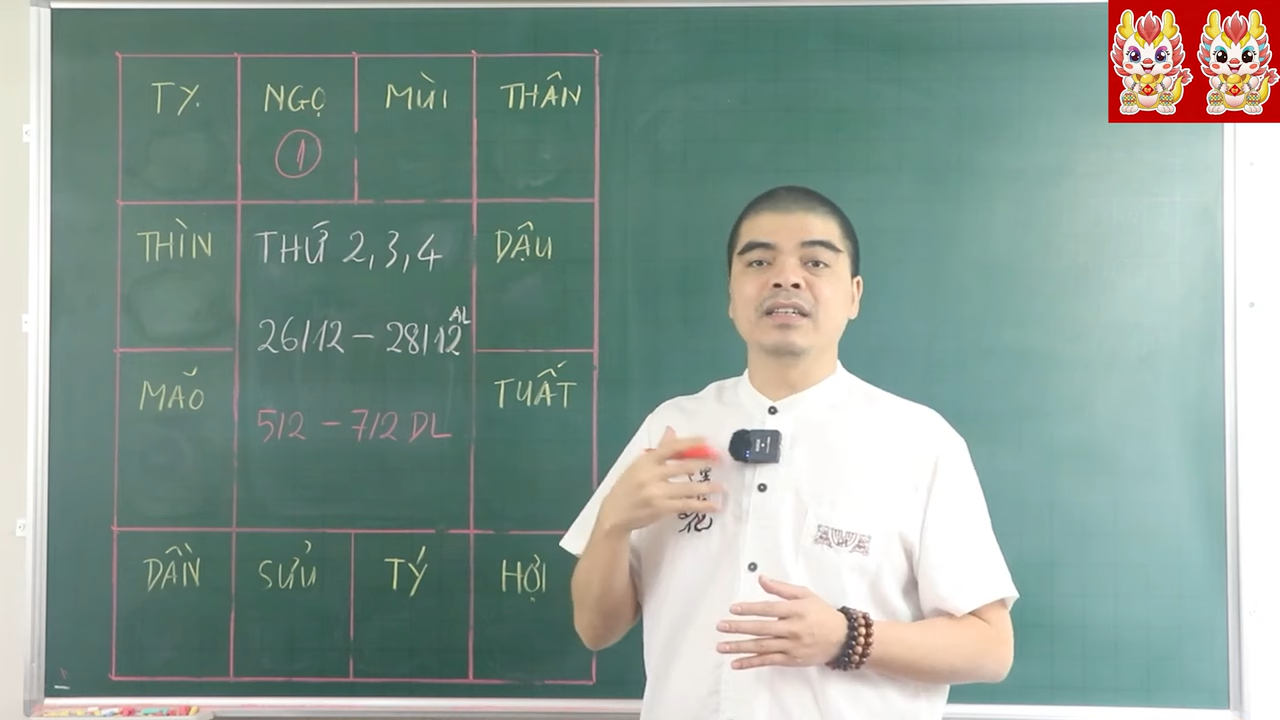 TỴ. NGỌ MÙI THÂN
1
THÌN THỨ 2,3,4 DẬU
26/12 – 28/12 AL
MÃO 5/2 – 7/2 DL TUẤT
DẦN SỬU TÝ HỢI